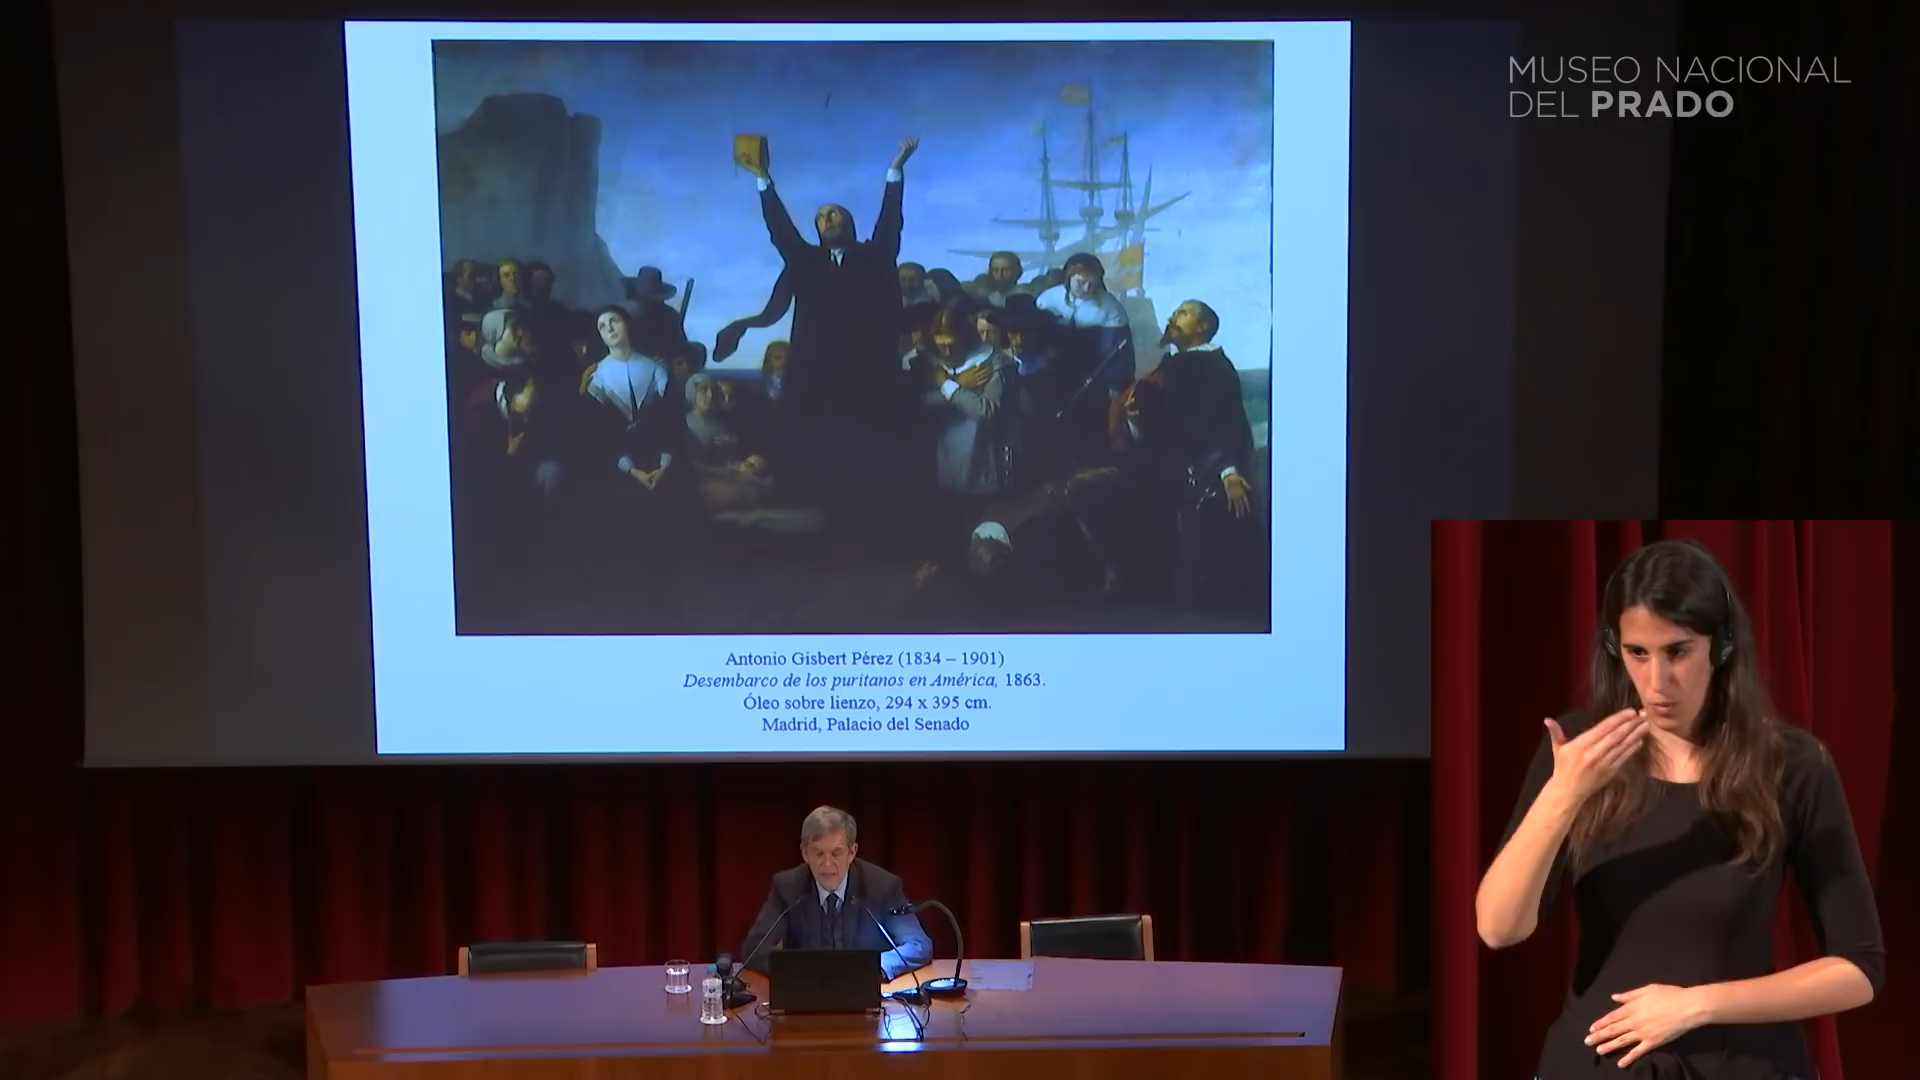 MUSEO NACIONAL
DEL PRADO
Antonio Gisbert Pérez (1834 – 1901)
Desembarco de los puritanos en América, 1863.
Óleo sobre lienzo, 294 x 395 cm.
Madrid, Palacio del Senado